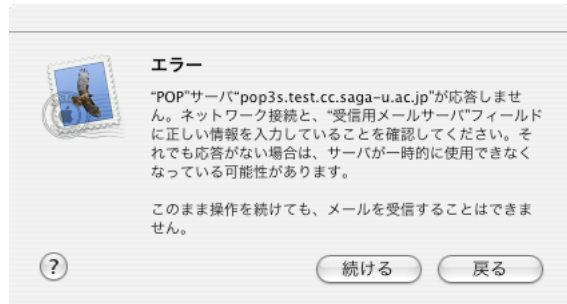 エラー
“POP”サーバ“pop3s.test.cc.saga-u.ac.jp”が応答しませ
ん。ネットワーク接続と、“受信用メールサーバ”フィールド
に正しい情報を入力していることを確認してください。そ
れでも応答がない場合は、サーバが一時的に使用できなく
なっている可能性があります。
このまま操作を続けても、メールを受信することはできま
せん。
?
続ける
戻る